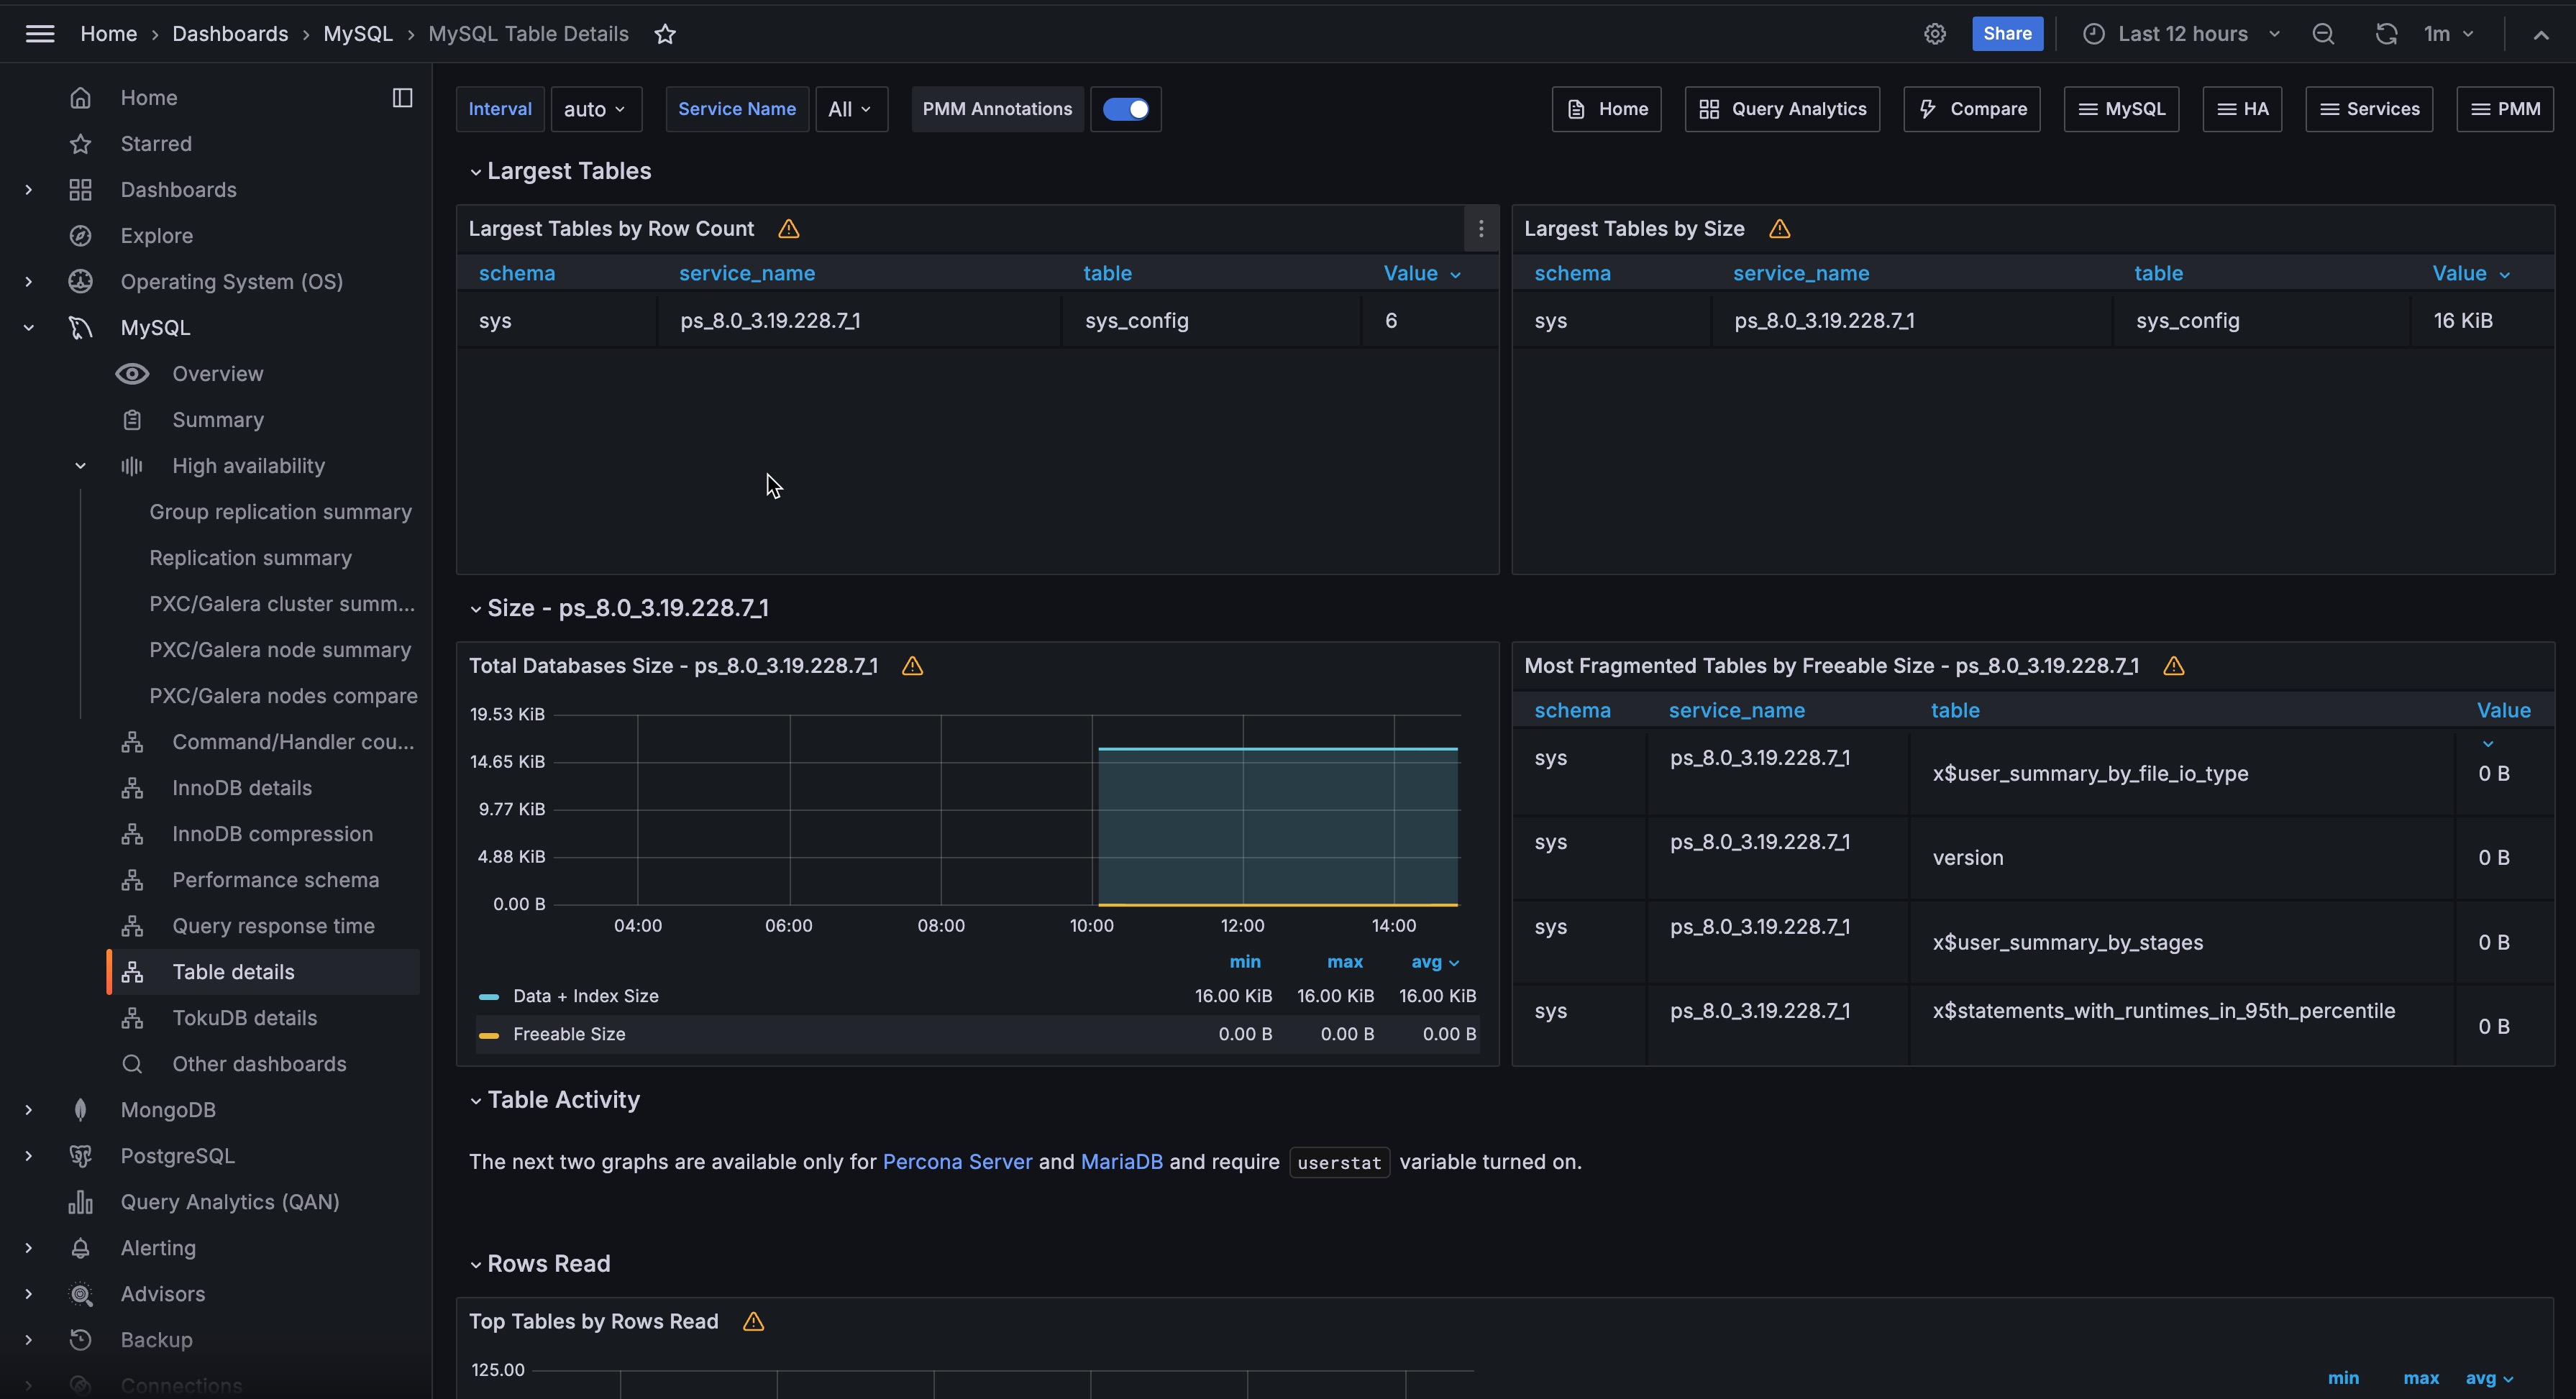 Home › Dashboards › MySQL › MySQL Table Details
Share
Last 12 hours
1m
Home
Starred
Dashboards
Explore
Operating System (OS)
MySQL
Overview
Summary
High availability
Group replication summary
Replication summary
PXC/Galera cluster summ...
PXC/Galera node summary
PXC/Galera nodes compare
Command/Handler cou...
InnoDB details
InnoDB compression
Performance schema
Query response time
Table details
TokuDB details
Other dashboards
MongoDB
PostgreSQL
Query Analytics (QAN)
Alerting
Advisors
Backup
Connections
Interval auto Service Name All PMM Annotations
Home Query Analytics Compare MySQL HA Services PMM
Largest Tables
Largest Tables by Row Count
schema service_name table Value
sys ps_8.0_3.19.228.7_1 sys_config 6
Largest Tables by Size
schema service_name table Value
sys ps_8.0_3.19.228.7_1 sys_config 16 KiB
Size - ps_8.0_3.19.228.7_1
Total Databases Size - ps_8.0_3.19.228.7_1
19.53 KiB
14.65 KiB
9.77 KiB
4.88 KiB
0.00 B
04:00 06:00 08:00 10:00 12:00 14:00
min max avg
Data + Index Size 16.00 KiB 16.00 KiB 16.00 KiB
Freeable Size 0.00 B 0.00 B 0.00 B
Most Fragmented Tables by Freeable Size - ps_8.0_3.19.228.7_1
schema service_name table Value
sys ps_8.0_3.19.228.7_1 x$user_summary_by_file_io_type 0 B
sys ps_8.0_3.19.228.7_1 version 0 B
sys ps_8.0_3.19.228.7_1 x$user_summary_by_stages 0 B
sys ps_8.0_3.19.228.7_1 x$statements_with_runtimes_in_95th_percentile 0 B
Table Activity
The next two graphs are available only for Percona Server and MariaDB and require userstat variable turned on.
Rows Read
Top Tables by Rows Read
125.00
min max avg